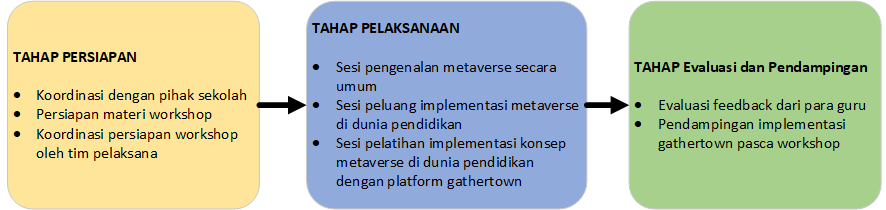 TAHAP PERSIAPAN
• Koordinasi dengan pihak sekolah
• Persiapan materi workshop
• Koordinasi persiapan workshop
oleh tim pelaksana
TAHAP PELAKSANAAN
• Sesi pengenalan metaverse secara
umum
• Sesi peluang implementasi metaverse
di dunia pendidikan
• Sesi pelatihan implementasi konsep
metaverse di dunia pendidikan
dengan platform gathertown
TAHAP Evaluasi dan Pendampingan
• Evaluasi feedback dari para guru
• Pendampingan implementasi
gathertown pasca workshop